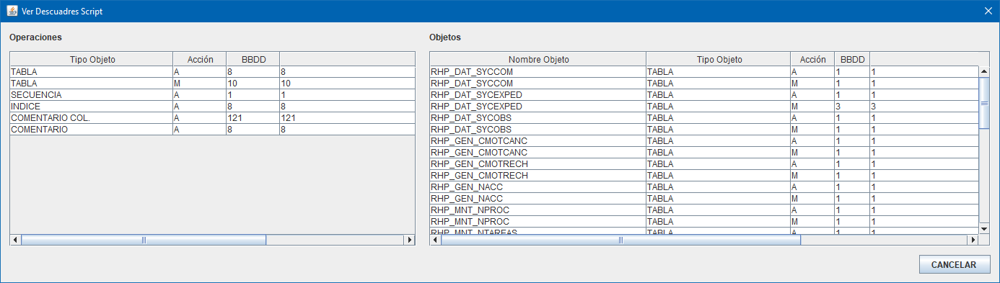 Ver Descuadres Script
Operaciones
Tipo Objeto Acción BBDD
TABLA A 8 8
TABLA M 10 10
SECUENCIA A 1 1
INDICE A 8 8
COMENTARIO COL. A 121 121
COMENTARIO A 8 8
Objetos
Nombre Objeto Tipo Objeto Acción BBDD
RHP_DAT_SYCCOM TABLA A 1 1
RHP_DAT_SYCCOM TABLA M 1 1
RHP_DAT_SYCEXPED TABLA A 1 1
RHP_DAT_SYCEXPED TABLA M 3 3
RHP_DAT_SYCOBS TABLA A 1 1
RHP_DAT_SYCOBS TABLA M 1 1
RHP_GEN_CMOTCANC TABLA A 1 1
RHP_GEN_CMOTCANC TABLA M 1 1
RHP_GEN_CMOTRECH TABLA A 1 1
RHP_GEN_CMOTRECH TABLA M 1 1
RHP_GEN_NACC TABLA A 1 1
RHP_GEN_NACC TABLA M 1 1
RHP_MNT_NPROC TABLA A 1 1
RHP_MNT_NPROC TABLA M 1 1
RHP_MNT_NTAREAS TABLA A 1 1
CANCELAR